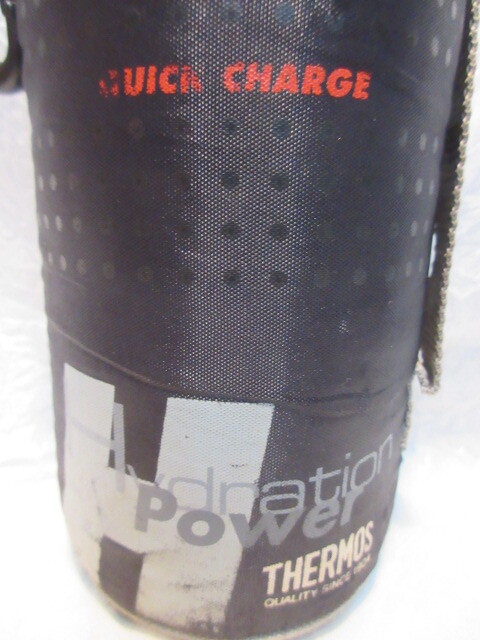 QUICK CHARGE
H
Hydration
Power
THERMOS
QUALITY SINCE 1904